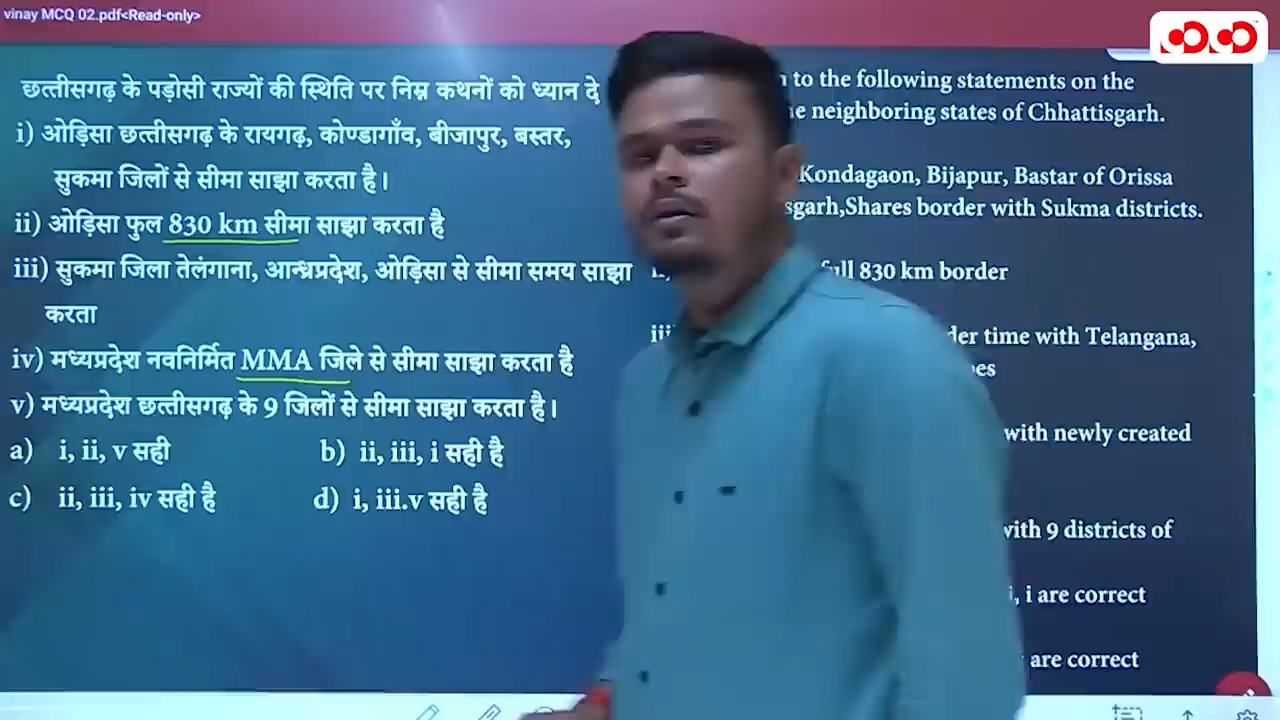 vinay MCQ 02.pdf<Read-only>
छत्तीसगढ़ के पड़ोसी राज्यों की स्थिति पर निम्न कथनों को ध्यान दे
i) ओड़िसा छत्तीसगढ़ के रायगढ़, कोण्डागाँव, बीजापुर, बस्तर,
सुकमा जिलों से सीमा साझा करता है।
ii) ओड़िसा फुल 830 km सीमा साझा करता है
iii) सुकमा जिला तेलंगाना, आन्ध्रप्रदेश, ओड़िसा से सीमा समय साझा
करता
iv) मध्यप्रदेश नवनिर्मित MMA जिले से सीमा साझा करता है
v) मध्यप्रदेश छत्तीसगढ़ के 9 जिलों से सीमा साझा करता है।
a) i, ii, v सही b) ii, iii, i सही है
c) ii, iii, iv सही है d) i, iii.v सही है
to the following statements on the
neighboring states of Chhattisgarh.
Kondagaon, Bijapur, Bastar of Orissa
Shares border with Sukma districts.
full 830 km border
time with Telangana,
with newly created
with 9 districts of
i are correct
are correct